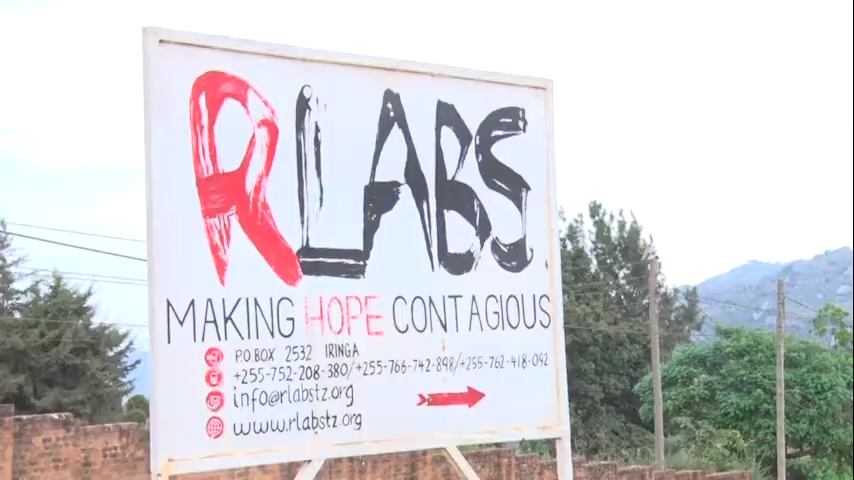 RLABS.
MAKING HOPE CONTAGIOUS
P.O.BOX 2532 IRINGA
+255-752-208-380/+255-766-742-898/+255-762-418-092
info@rlabstz.org
www.rlabstz.org